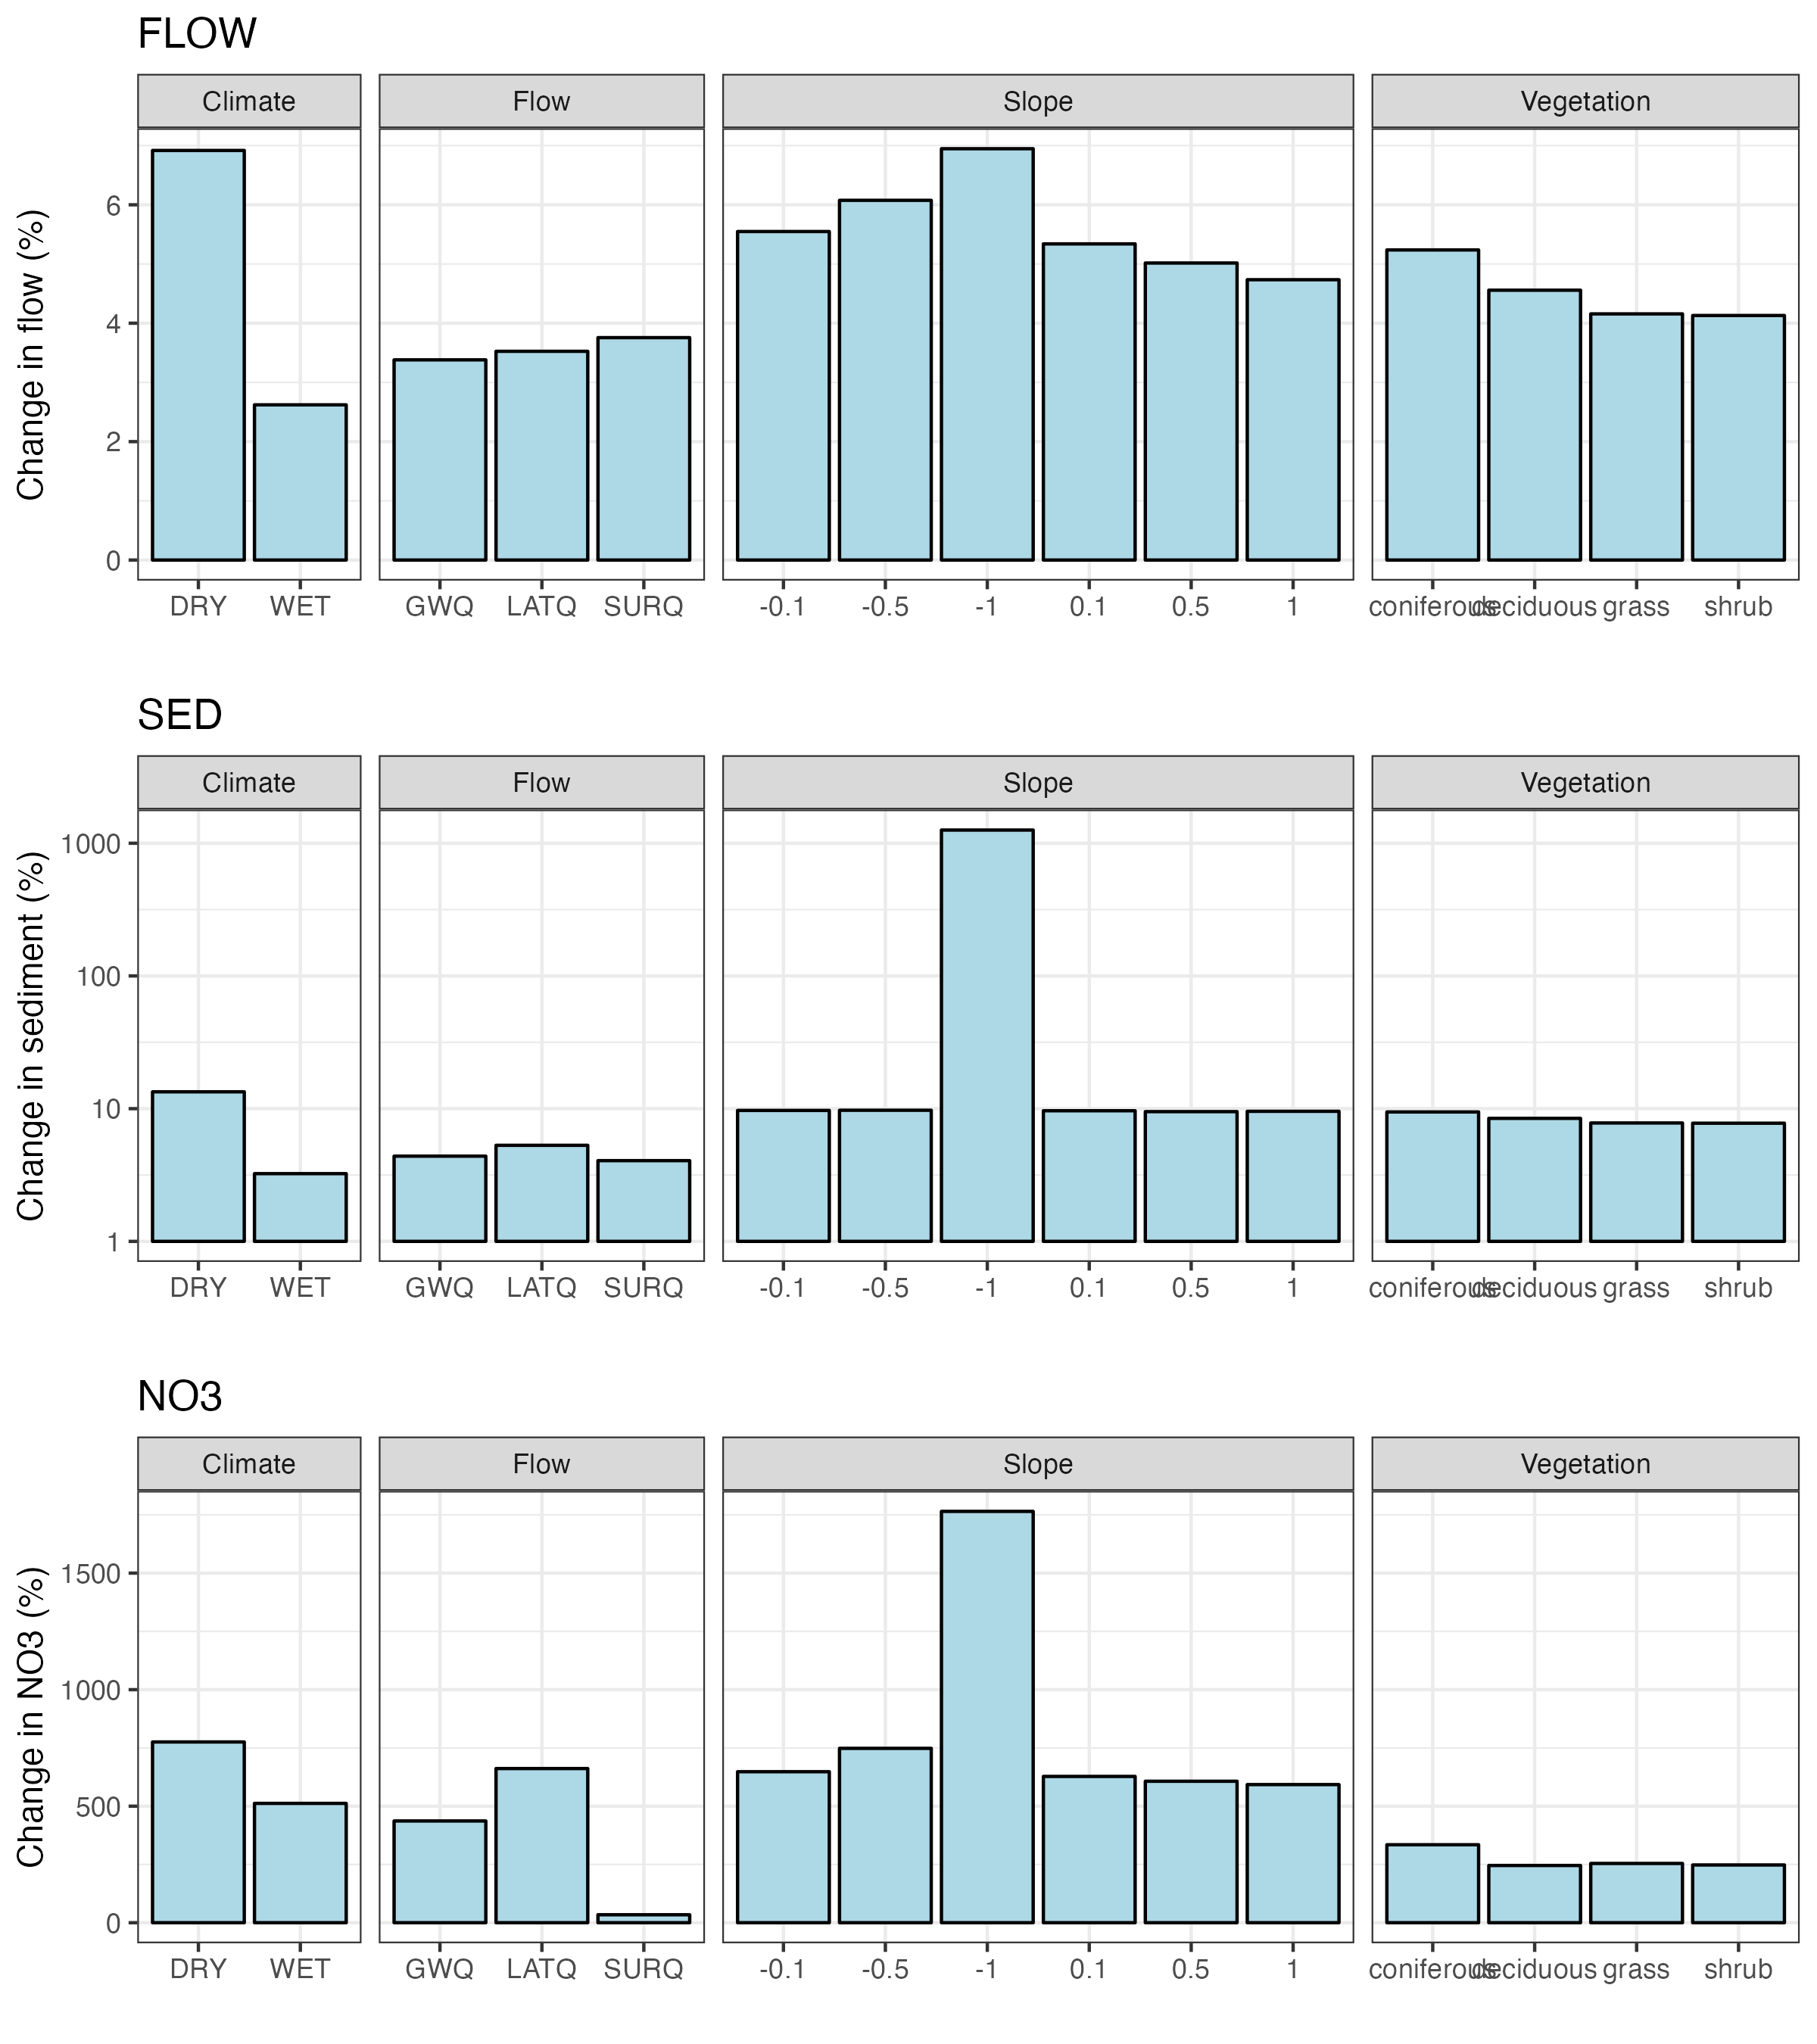 FLOW
Climate Flow Slope Vegetation
Change in flow (%)
6
4
2
0
DRY WET GWQ LATQ SURQ -0.1 -0.5 -1 0.1 0.5 1 coniferous deciduous grass shrub
SED
Climate Flow Slope Vegetation
Change in sediment (%)
1000
100
10
1
DRY WET GWQ LATQ SURQ -0.1 -0.5 -1 0.1 0.5 1 coniferous deciduous grass shrub
NO3
Climate Flow Slope Vegetation
Change in NO3 (%)
1500
1000
500
0
DRY WET GWQ LATQ SURQ -0.1 -0.5 -1 0.1 0.5 1 coniferous deciduous grass shrub